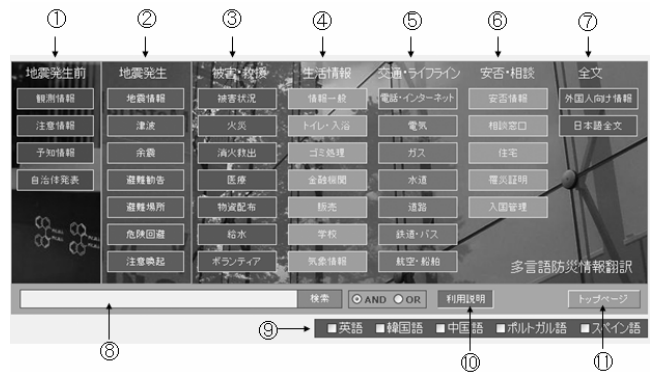 ① ② ③ ④ ⑤ ⑥ ⑦
地震発生前 地震発生 被害・救援 生活情報 交通・ライフライン 安否・相談 全文
観測情報 地震情報 被害状況 情報一般 電話・インターネット 安否情報 外国人向け情報
注意情報 津波 火災 トイレ・入浴 電気 相談窓口 日本語全文
予知情報 余震 消火救出 ゴミ処理 ガス 住宅
自治体発表 避難勧告 医療 金融機関 水道 罹災証明
避難場所 物資配布 販売 道路 入国管理
危険回避 給水 学校 鉄道・バス
注意喚起 ボランティア 気象情報 航空・船舶
多言語防災情報翻訳
検索 AND OR 利用説明 トップページ
英語 韓国語 中国語 ポルトガル語 スペイン語
⑧ ⑨ ⑩ ⑪